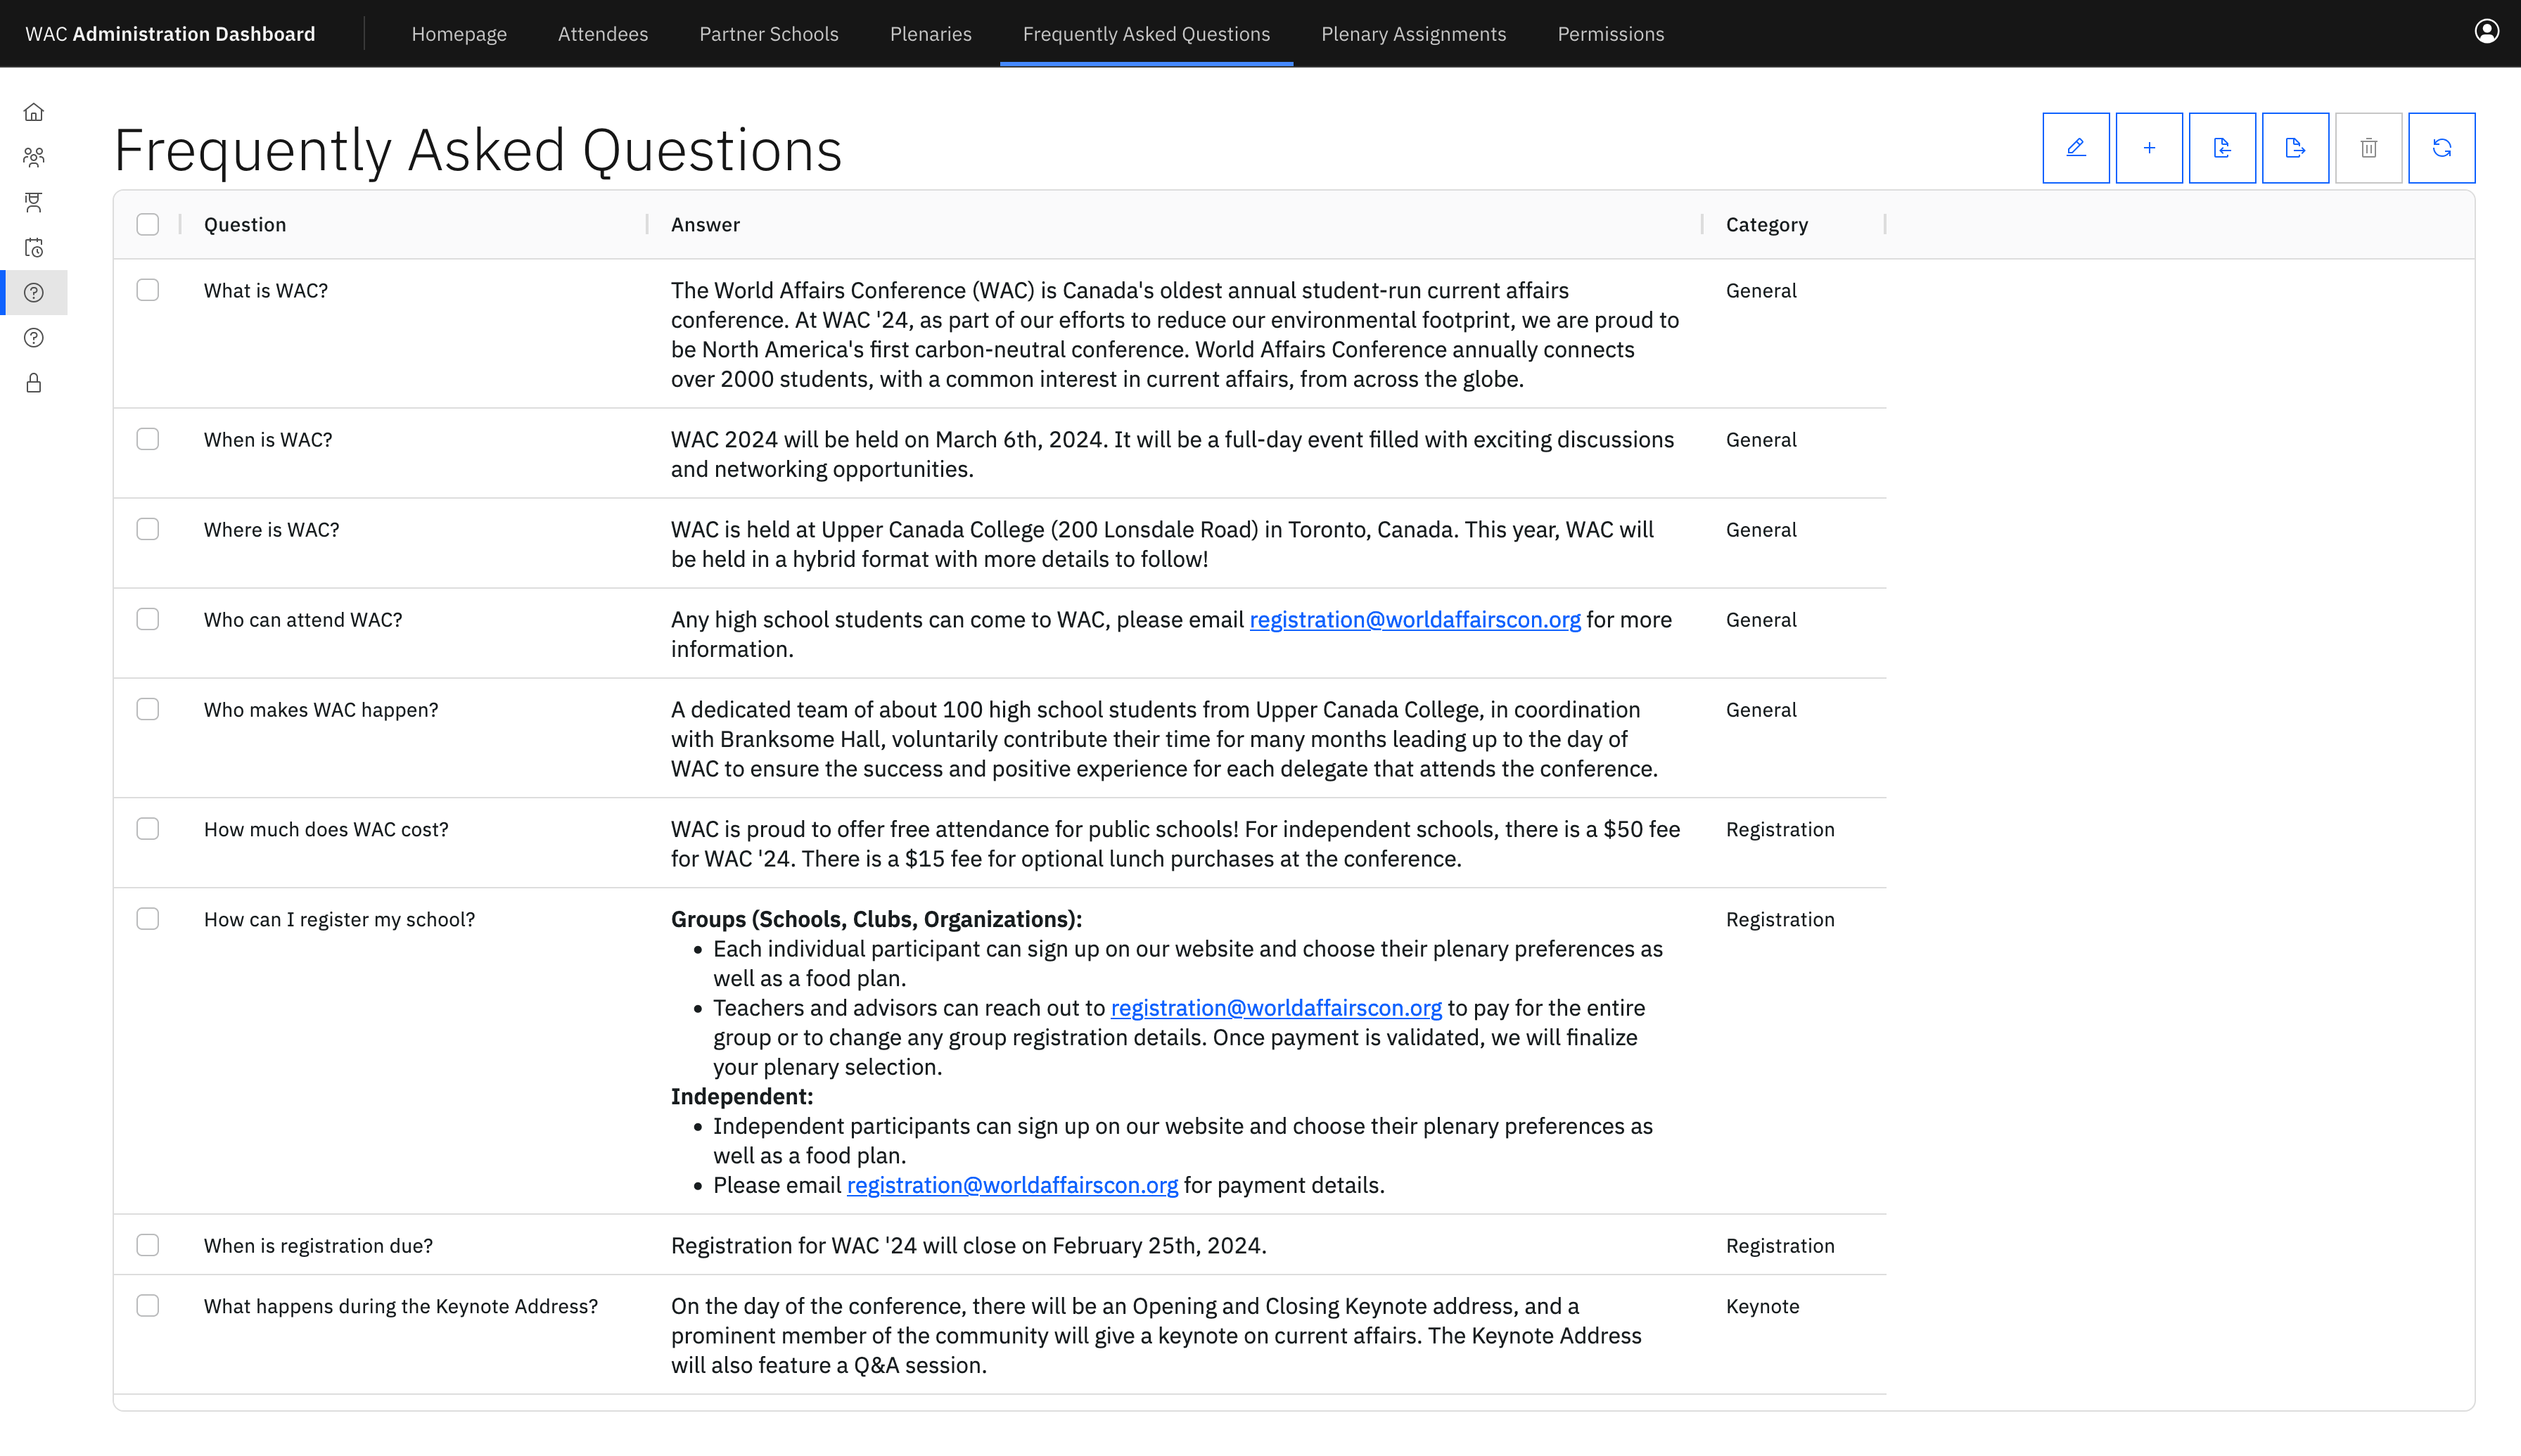 WAC Administration Dashboard
Homepage
Attendees
Partner Schools
Plenaries
Frequently Asked Questions
Plenary Assignments
Permissions
Frequently Asked Questions
Question
Answer
Category
What is WAC?
The World Affairs Conference (WAC) is Canada's oldest annual student-run current affairs
conference. At WAC '24, as part of our efforts to reduce our environmental footprint, we are proud to
be North America's first carbon-neutral conference. World Affairs Conference annually connects
over 2000 students, with a common interest in current affairs, from across the globe.
General
When is WAC?
WAC 2024 will be held on March 6th, 2024. It will be a full-day event filled with exciting discussions
and networking opportunities.
General
Where is WAC?
WAC is held at Upper Canada College (200 Lonsdale Road) in Toronto, Canada. This year, WAC will
be held in a hybrid format with more details to follow!
General
Who can attend WAC?
Any high school students can come to WAC, please email registration@worldaffairscon.org for more
information.
General
Who makes WAC happen?
A dedicated team of about 100 high school students from Upper Canada College, in coordination
with Branksome Hall, voluntarily contribute their time for many months leading up to the day of
WAC to ensure the success and positive experience for each delegate that attends the conference.
General
How much does WAC cost?
WAC is proud to offer free attendance for public schools! For independent schools, there is a $50 fee
for WAC '24. There is a $15 fee for optional lunch purchases at the conference.
Registration
How can I register my school?
Groups (Schools, Clubs, Organizations):
• Each individual participant can sign up on our website and choose their plenary preferences as
well as a food plan.
• Teachers and advisors can reach out to registration@worldaffairscon.org to pay for the entire
group or to change any group registration details. Once payment is validated, we will finalize
your plenary selection.
Independent:
• Independent participants can sign up on our website and choose their plenary preferences as
well as a food plan.
• Please email registration@worldaffairscon.org for payment details.
Registration
When is registration due?
Registration for WAC '24 will close on February 25th, 2024.
Registration
What happens during the Keynote Address?
On the day of the conference, there will be an Opening and Closing Keynote address, and a
prominent member of the community will give a keynote on current affairs. The Keynote Address
will also feature a Q&A session.
Keynote